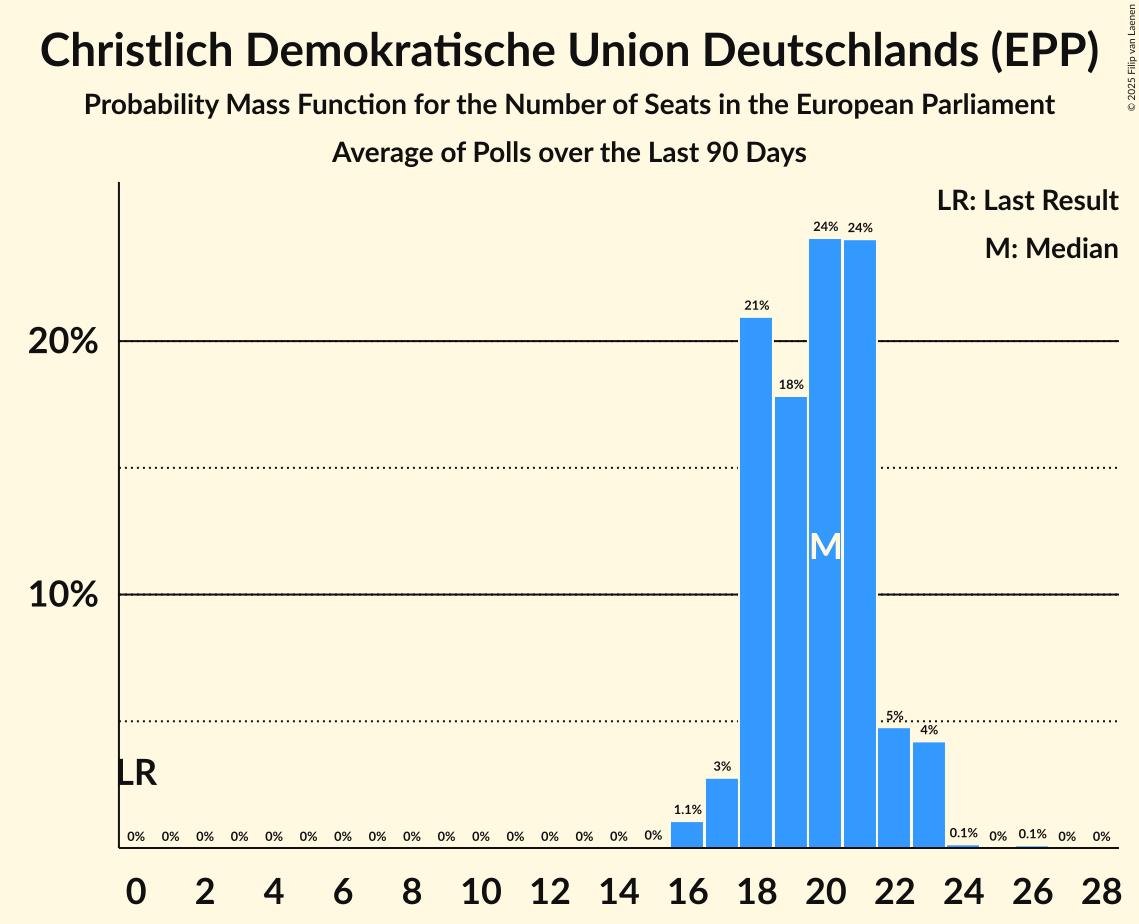 Christlich Demokratische Union Deutschlands (EPP)
Probability Mass Function for the Number of Seats in the European Parliament
Average of Polls over the Last 90 Days
© 2025 Filip van Laenen
LR: Last Result
M: Median
24% 24%
21%
20%
18%
M
10%
5%
4%
LR
3%
1.1%
0% 0% 0% 0% 0% 0% 0% 0% 0% 0% 0% 0% 0% 0% 0% 0% 0.1% 0% 0.1% 0% 0%
0 2 4 6 8 10 12 14 16 18 20 22 24 26 28